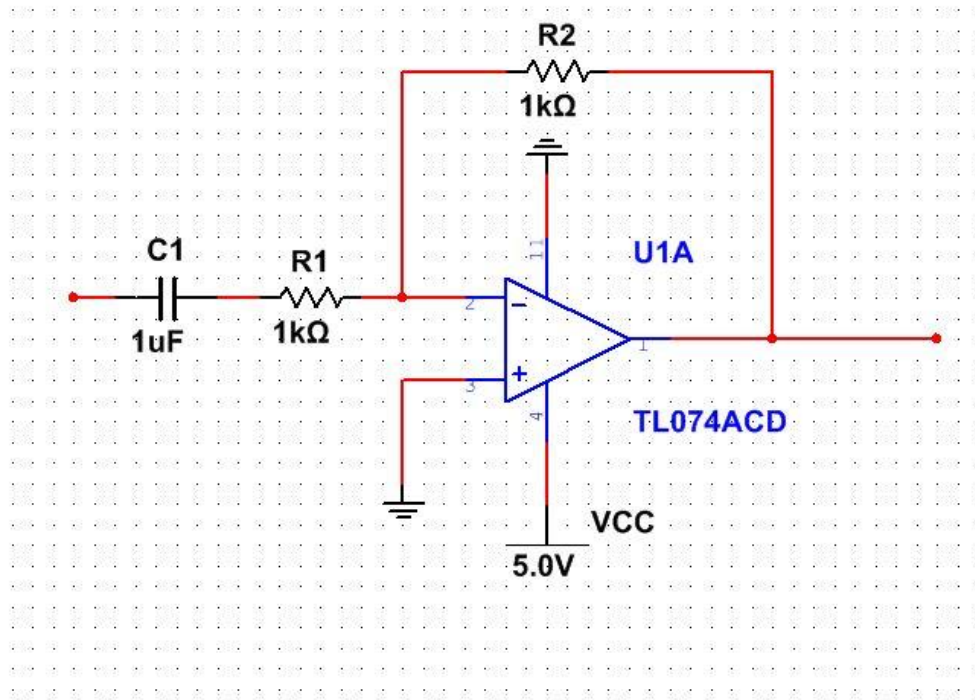 R2
1kΩ
11
C1
R1
U1A
2
-
1uF
1kΩ
1
+
3
4
TL074ACD
VCC
5.0V